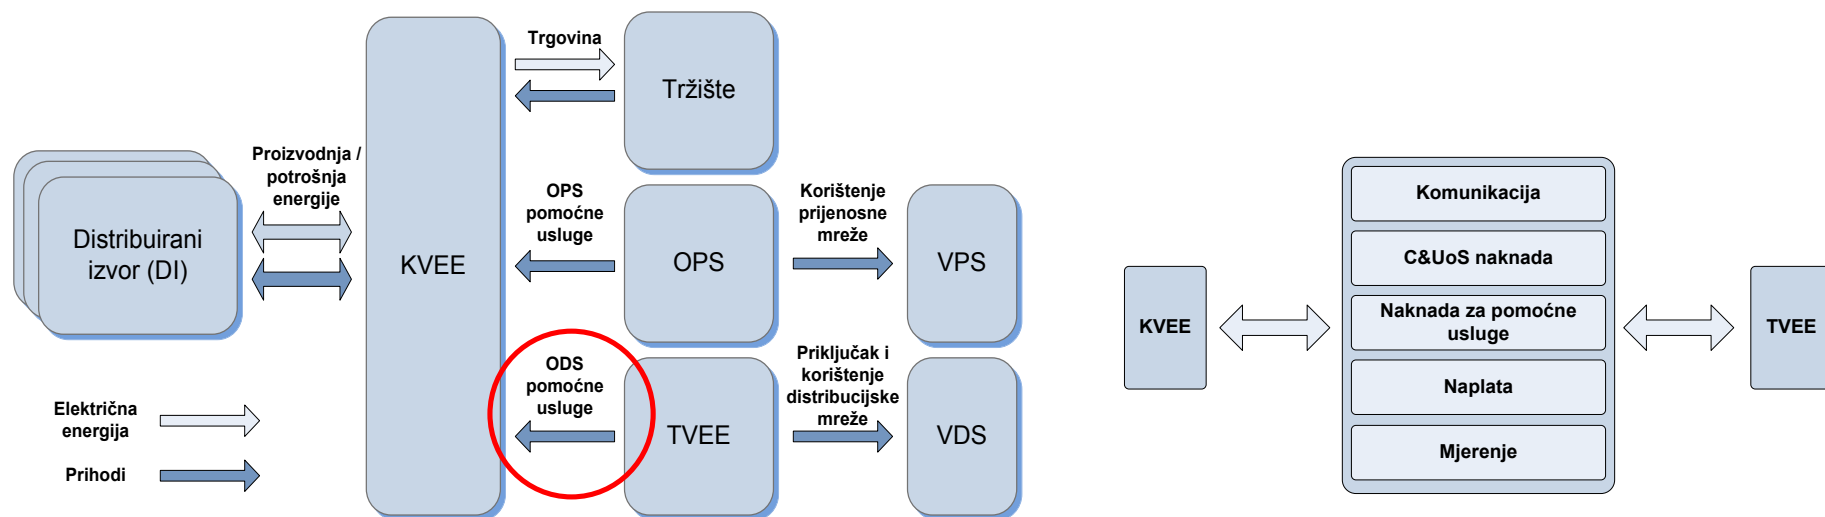 Trgovina
Tržište
Proizvodnja /
potrošnja
energije
Distribuirani
izvor (DI)
KVEE
OPS
pomoćne
usluge
OPS
Korištenje
prijenosne
mreže
VPS
ODS
pomoćne
usluge
TVEE
Priključak i
korištenje
distribucijske
mreže
VDS
Električna
energija
Prihodi
KVEE
Komunikacija
C&UoS naknada
Naknada za pomoćne
usluge
Naplata
Mjerenje
TVEE